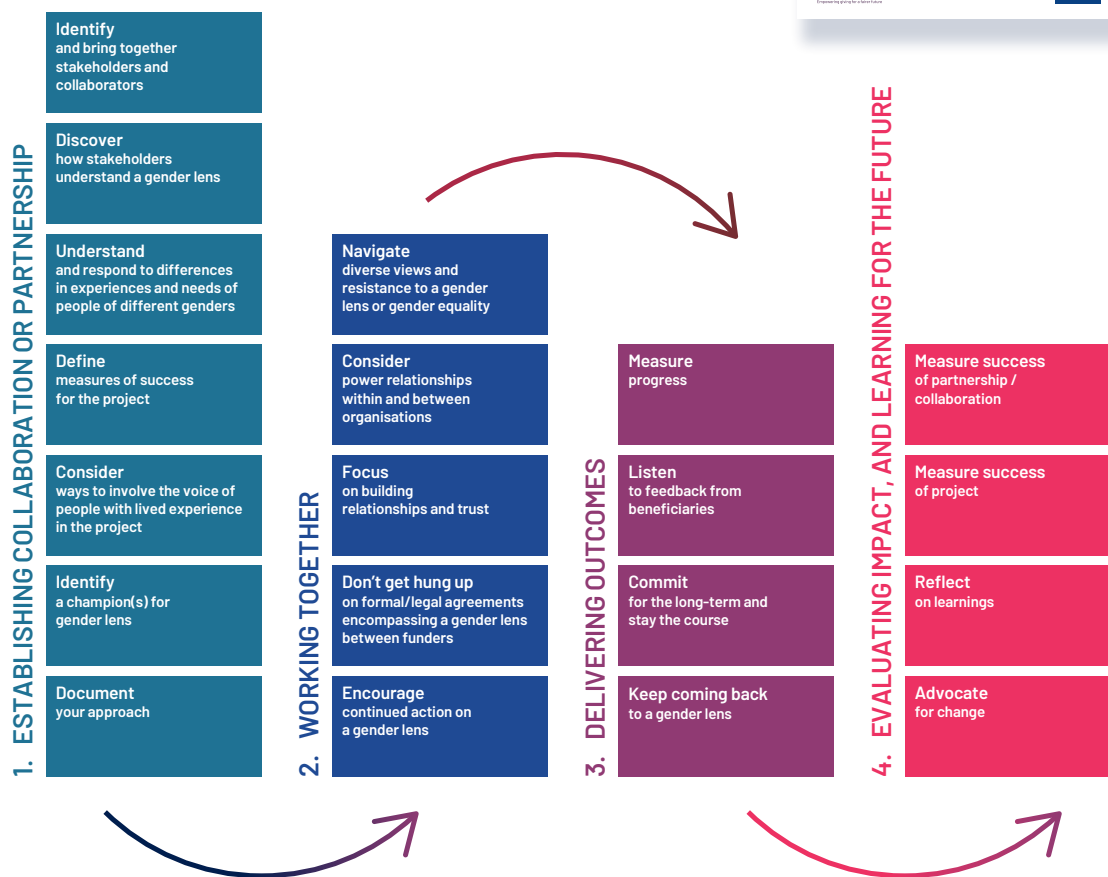 Empowering giving for a fairer future
1. ESTABLISHING COLLABORATION OR PARTNERSHIP
Identify
and bring together
stakeholders and
collaborators
Discover
how stakeholders
understand a gender lens
Understand
and respond to differences
in experiences and needs of
people of different genders
Define
measures of success
for the project
Consider
ways to involve the voice of
people with lived experience
in the project
Identify
a champion(s) for
gender lens
Document
your approach
2. WORKING TOGETHER
Navigate
diverse views and
resistance to a gender
lens or gender equality
Consider
power relationships
within and between
organisations
Focus
on building
relationships and trust
Don't get hung up
on formal/legal agreements
encompassing a gender lens
between funders
Encourage
continued action on
a gender lens
3. DELIVERING OUTCOMES
Measure
progress
Listen
to feedback from
beneficiaries
Commit
for the long-term and
stay the course
Keep coming back
to a gender lens
4. EVALUATING IMPACT, AND LEARNING FOR THE FUTURE
Measure success
of partnership /
collaboration
Measure success
of project
Reflect
on learnings
Advocate
for change